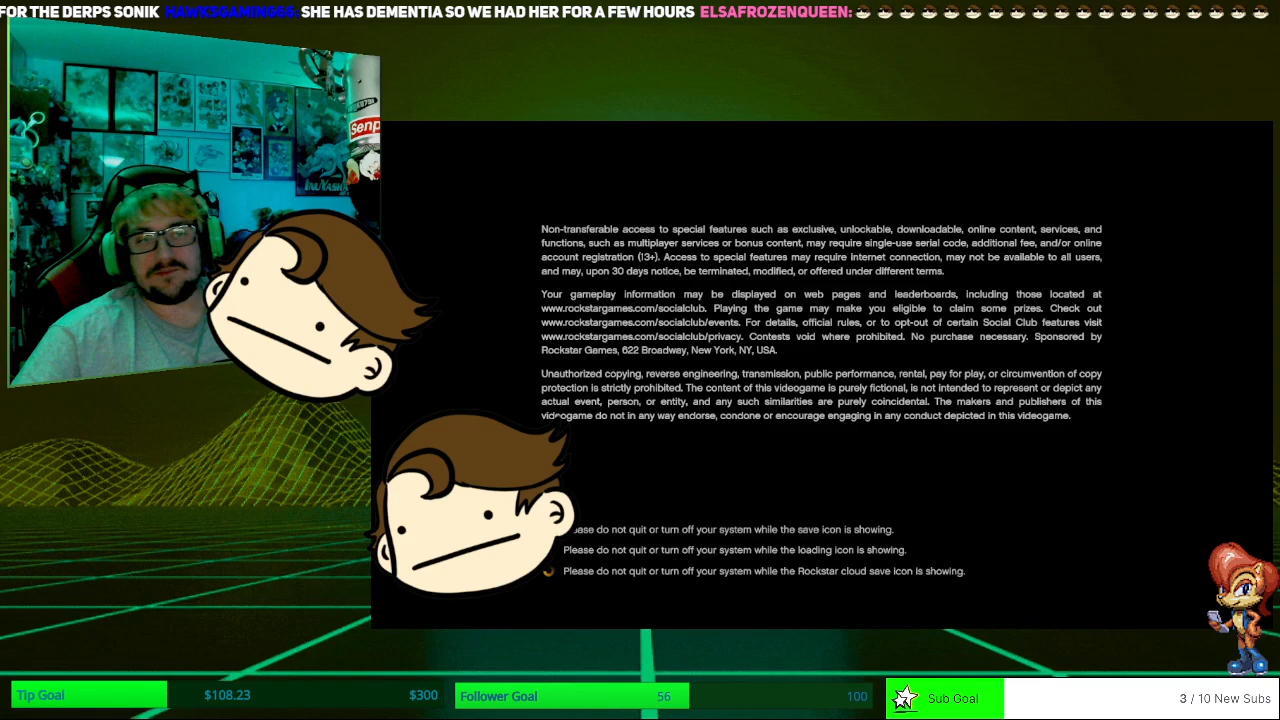 FOR THE DERPS SONIK HAWKSGAMING65: SHE HAS DEMENTIA SO WE HAD HER FOR A FEW HOURS ELSAFROZENQUEEN:
Senp
INUYASHA
Non-transferable access to special features such as exclusive, unlockable, downloadable, online content, services, and
functions, such as multiplayer services or bonus content, may require single-use serial code, additional fee, and/or online
account registration (13+). Access to special features may require internet connection, may not be available to all users,
and may, upon 30 days notice, be terminated, modified, or offered under different terms.
Your gameplay information may be displayed on web pages and leaderboards, including those located at
www.rockstargames.com/socialclub. Playing the game may make you eligible to claim some prizes. Check out
www.rockstargames.com/socialclub/events. For details, official rules, or to opt-out of certain Social Club features visit
www.rockstargames.com/socialclub/privacy. Contests void where prohibited. No purchase necessary. Sponsored by
Rockstar Games, 622 Broadway, New York, NY, USA.
Unauthorized copying, reverse engineering, transmission, public performance, rental, pay for play, or circumvention of copy
protection is strictly prohibited. The content of this videogame is purely fictional, is not intended to represent or depict any
actual event, person, or entity, and any such similarities are purely coincidental. The makers and publishers of this
videogame do not in any way endorse, condone or encourage engaging in any conduct depicted in this videogame.
ease do not quit or turn off your system while the save icon is showing.
Please do not quit or turn off your system while the loading icon is showing.
Please do not quit or turn off your system while the Rockstar cloud save icon is showing.
Tip Goal $108.23 $300
Follower Goal 56 100
Sub Goal 3 / 10 New Subs